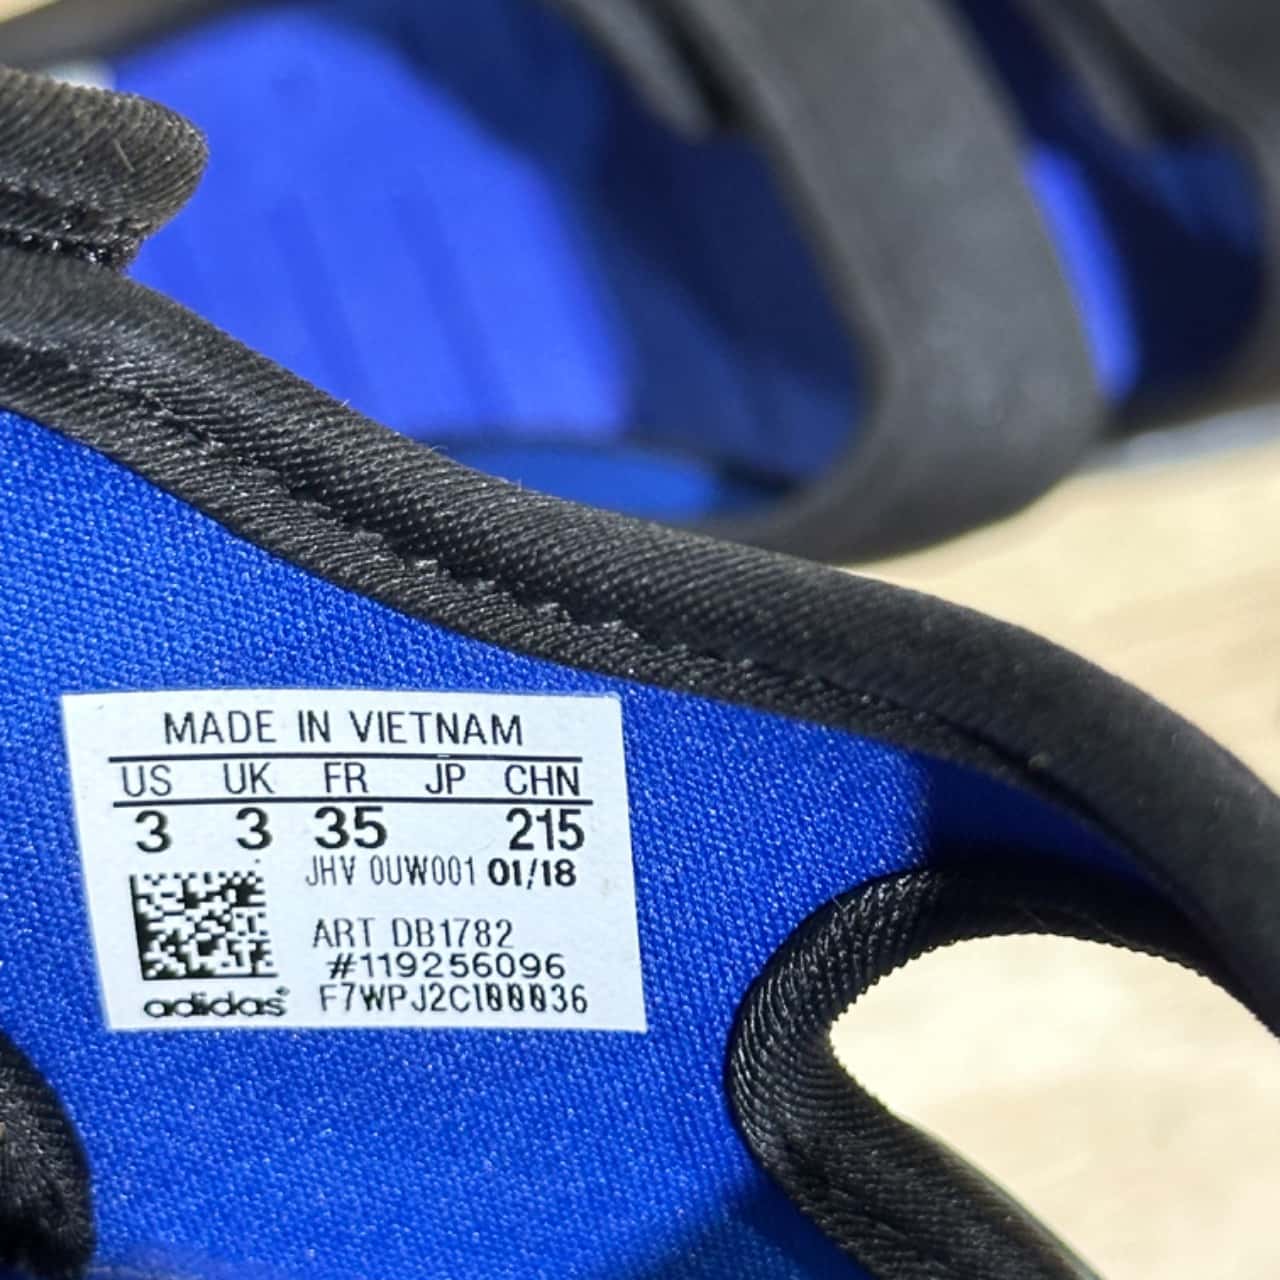 MADE IN VIETNAM
US UK FR JP CHN
3 3 35 215
JHV 0UW001 01/18
ART DB1782
#119256096
adidas® F7WPJ2C100036